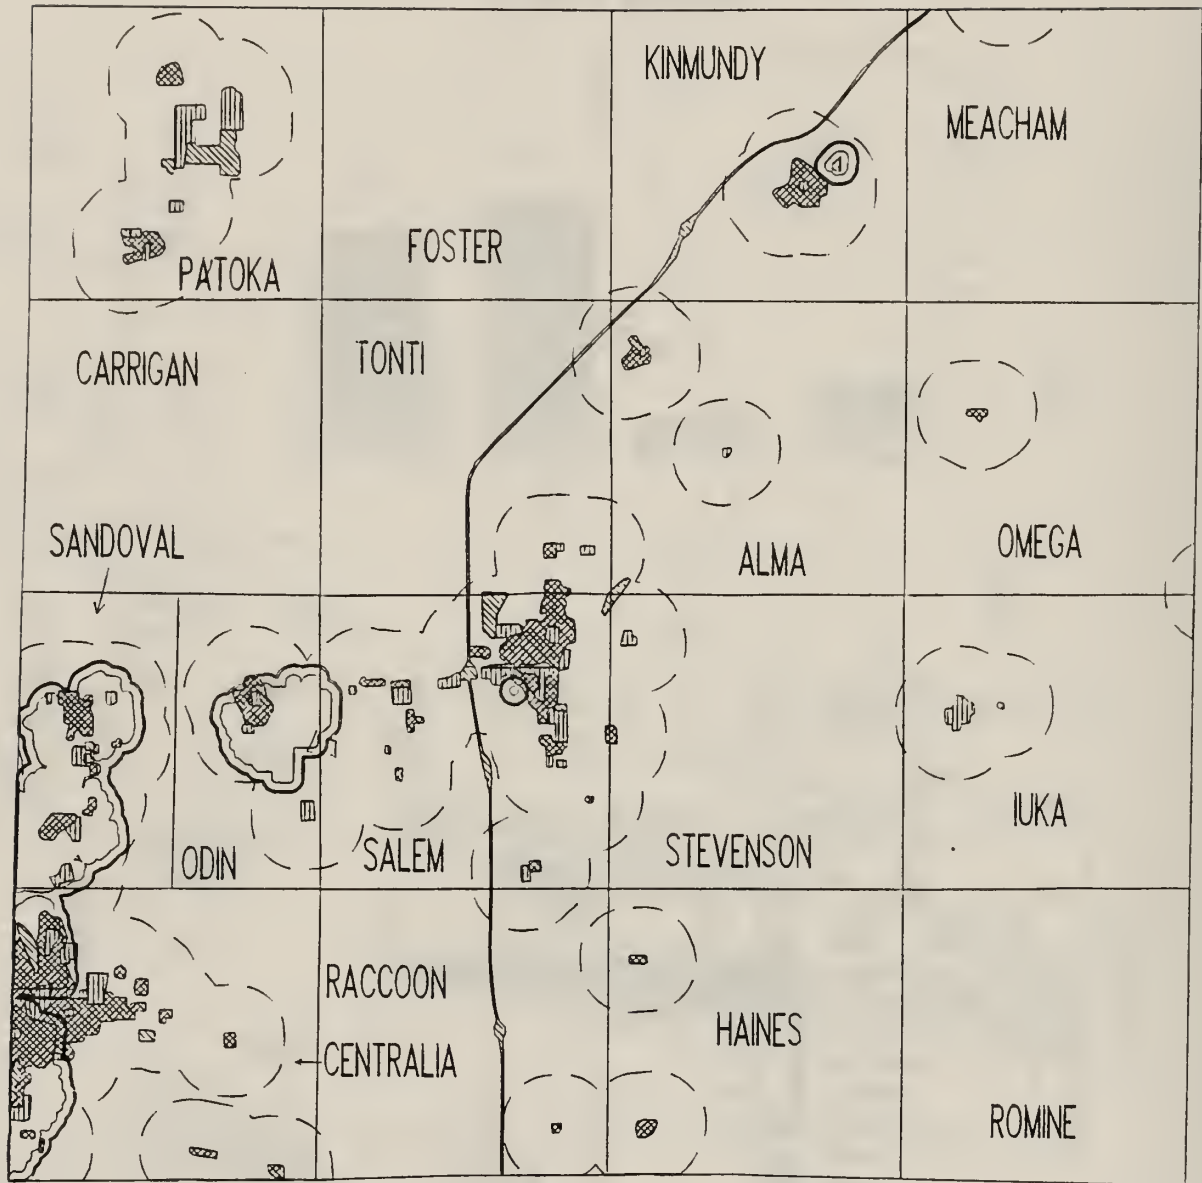 KINMUNDY
MEACHAM
FOSTER
PATOKA
CARRIGAN
TONTI
SANDOVAL
ALMA
OMEGA
ODIN
SALEM
STEVENSON
IUKA
RACCOON
CENTRALIA
HAINES
ROMINE